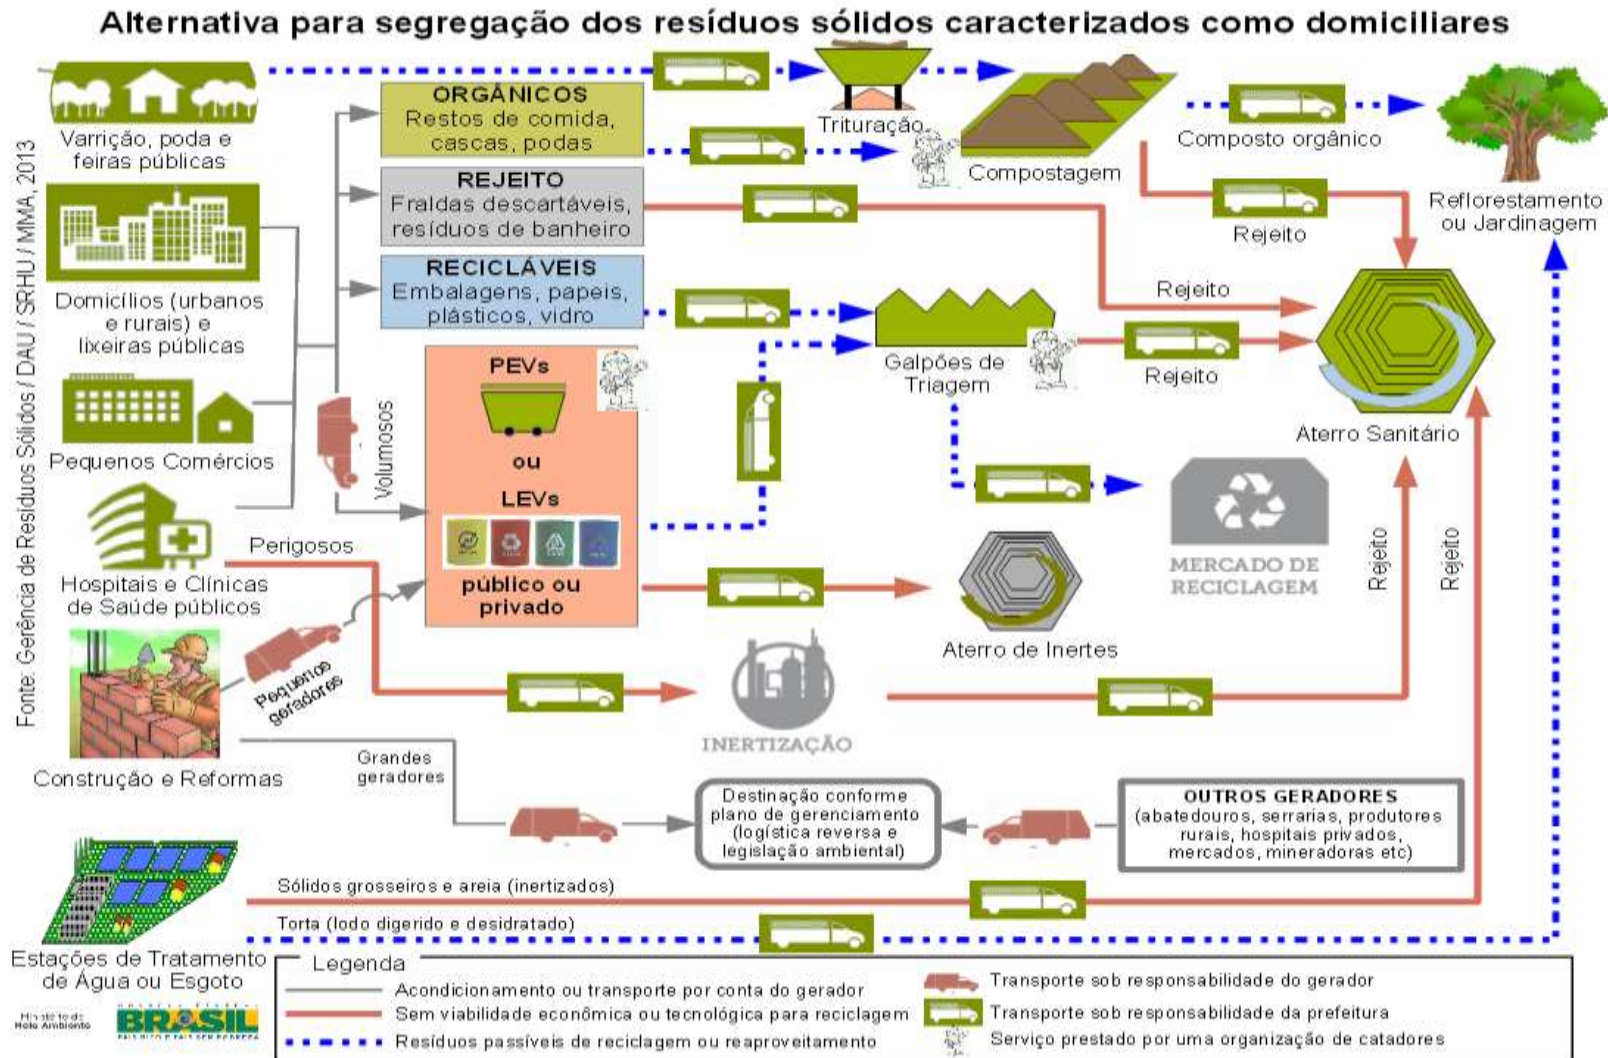 Alternativa para segregação dos resíduos sólidos caracterizados como domiciliares
Fonte: Gerência de Resíduos Sólidos / DAU / SRHU / MMA, 2013
Varrição, poda e
feiras públicas
Domicílios (urbanos
e rurais) e
lixeiras públicas
Pequenos Comércios
Hospitais e Clínicas
de Saúde públicos
Construção e Reformas
Estações de Tratamento
de Água ou Esgoto
ORGÂNICOS
Restos de comida,
cascas, podas
REJEITO
Fraldas descartáveis,
resíduos de banheiro
RECICLÁVEIS
Embalagens, papeis,
plásticos, vidro
Volumosos
PEVs
ou
LEVs
público ou
privado
Perigosos
Pequenos
geradores
Grandes
geradores
Trituração
Compostagem
Composto orgânico
Reflorestamento
ou Jardinagem
Rejeito
Rejeito
Rejeito
Galpões de
Triagem
Aterro Sanitário
MERCADO DE
RECICLAGEM
Rejeito
Rejeito
Aterro de Inertes
INERTIZAÇÃO
Destinação conforme
plano de gerenciamento
(logística reversa e
legislação ambiental)
OUTROS GERADORES
(abatedouros, serrarias, produtores
rurais, hospitais privados,
mercados, mineradoras etc)
Sólidos grosseiros e areia (inertizados)
Torta (lodo digerido e desidratado)
Legenda
Acondicionamento ou transporte por conta do gerador
Sem viabilidade econômica ou tecnológica para reciclagem
Resíduos passíveis de reciclagem ou reaproveitamento
Transporte sob responsabilidade do gerador
Transporte sob responsabilidade da prefeitura
Serviço prestado por uma organização de catadores
Ministério do
Meio Ambiente
BRASIL